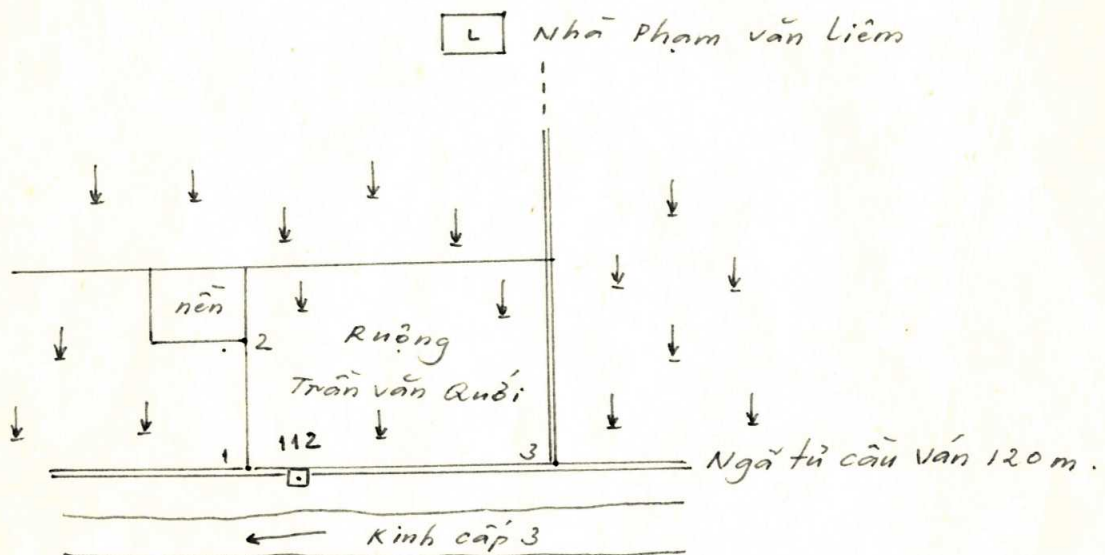 L Nhà Phạm văn Liêm
nền
2
Ruộng
Trần văn Quới
1
112
3
Ngã tư cầu Ván 120 m.
← Kinh cấp 3